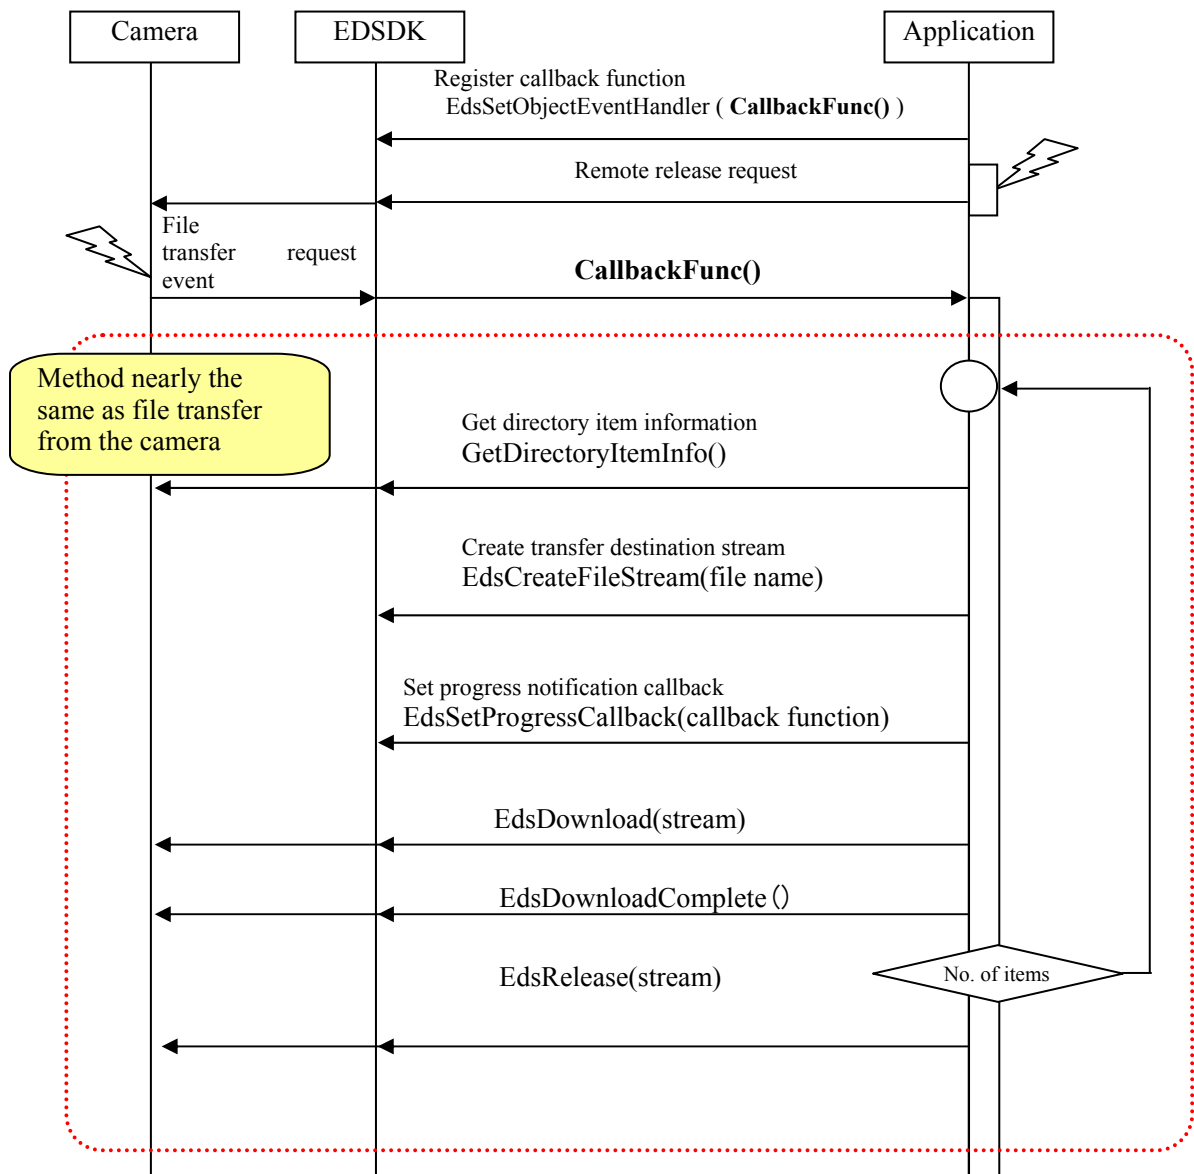 Camera
EDSDK
Application
Register callback function
EdsSetObjectEventHandler ( CallbackFunc() )
Remote release request
File
transfer request
event
CallbackFunc()
Method nearly the
same as file transfer
from the camera
Get directory item information
GetDirectoryItemInfo()
Create transfer destination stream
EdsCreateFileStream(file name)
Set progress notification callback
EdsSetProgressCallback(callback function)
EdsDownload(stream)
EdsDownloadComplete()
EdsRelease(stream)
No. of items